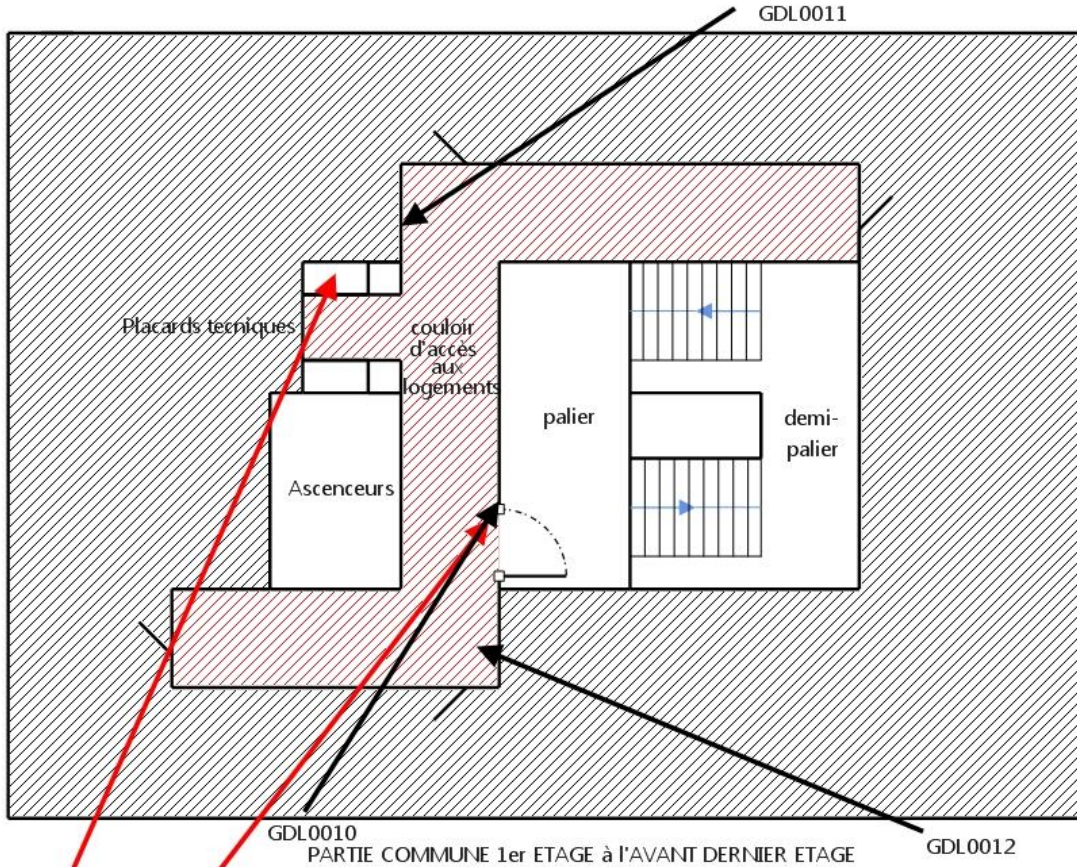 GDL0011
Placards tecniques
couloir
d'accès
aux
logements
palier
demi-
palier
Ascenceurs
GDL0010
GDL0012
PARTIE COMMUNE 1er ETAGE à l'AVANT DERNIER ETAGE